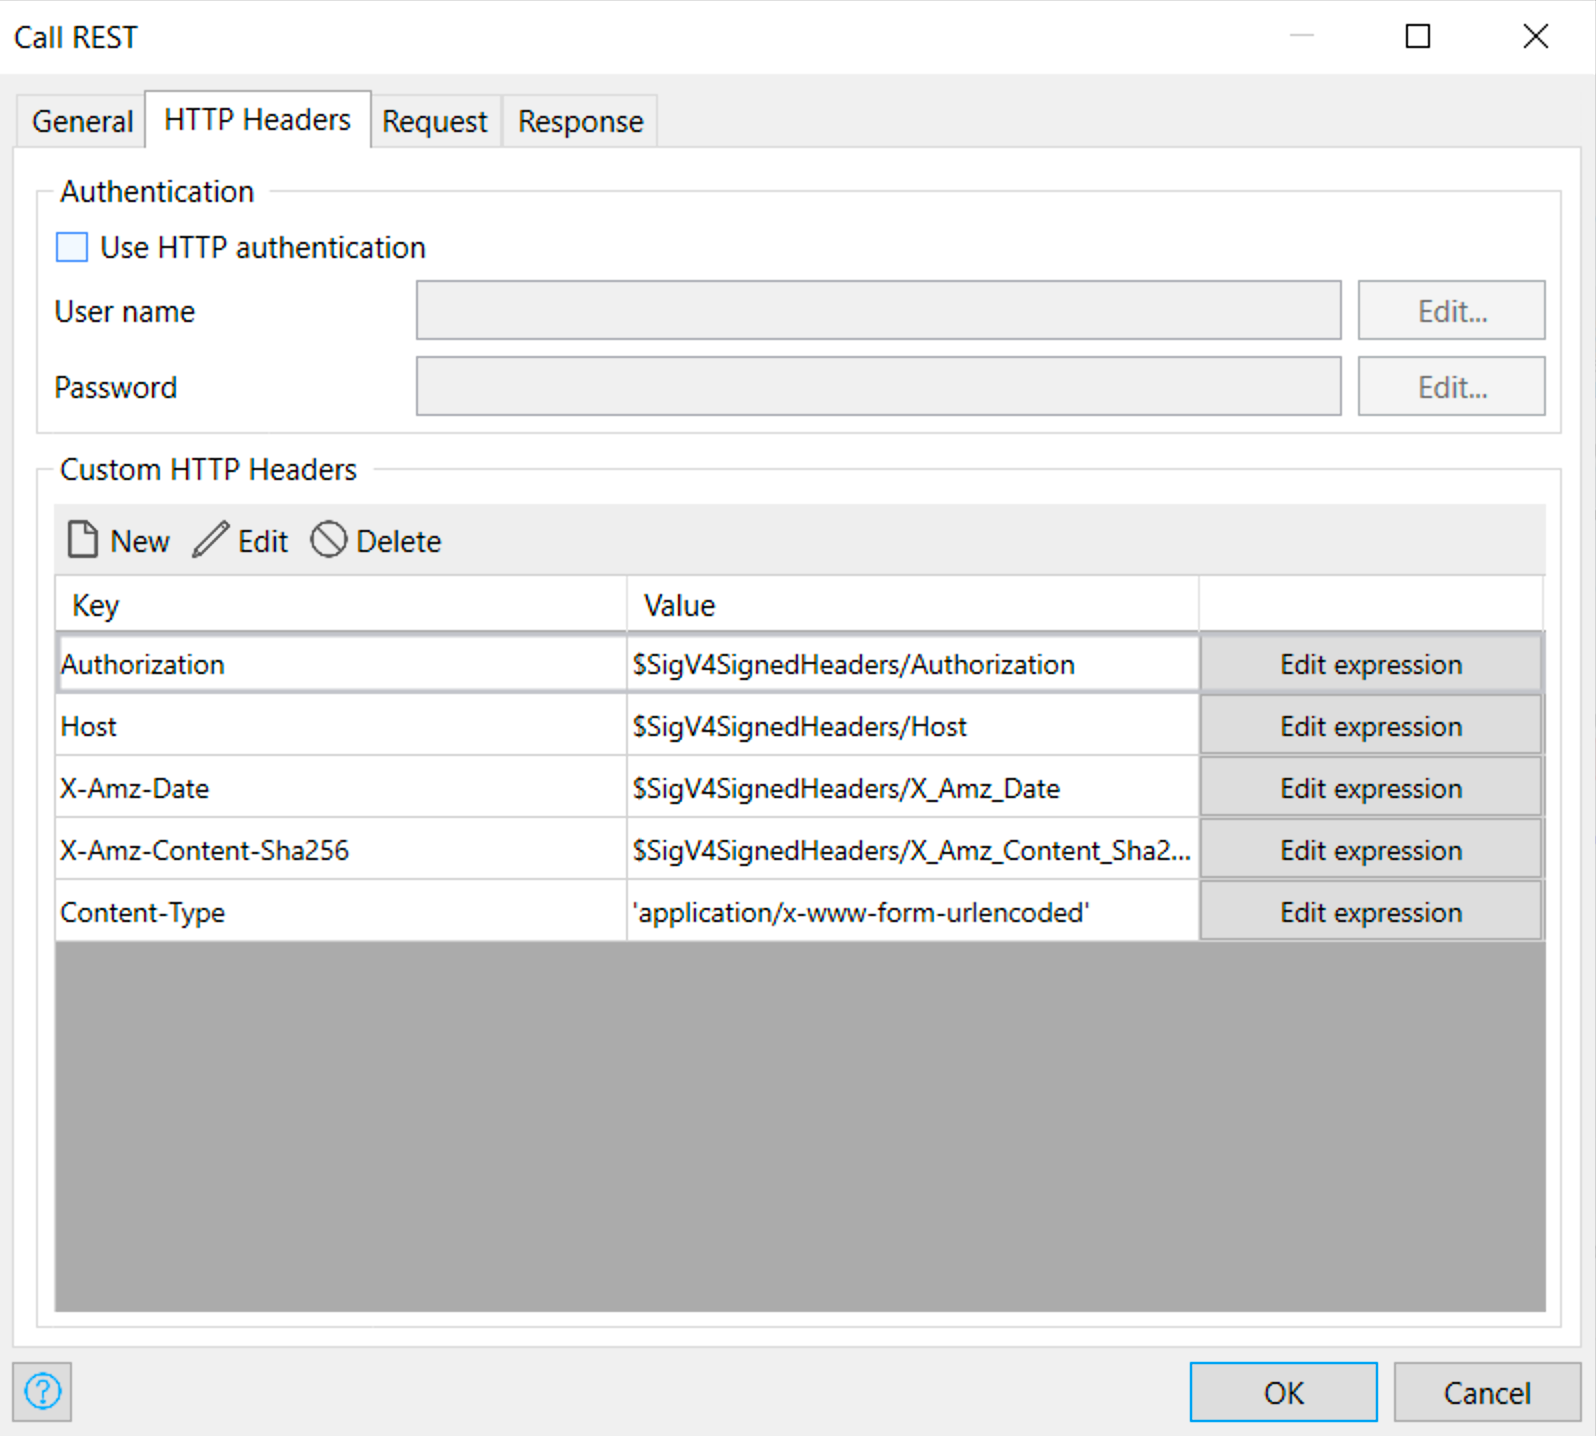 Call REST
General HTTP Headers Request Response
Authentication
Use HTTP authentication
User name Edit...
Password Edit...
Custom HTTP Headers
New Edit Delete
Key Value
Authorization $SigV4SignedHeaders/Authorization Edit expression
Host $SigV4SignedHeaders/Host Edit expression
X-Amz-Date $SigV4SignedHeaders/X_Amz_Date Edit expression
X-Amz-Content-Sha256 $SigV4SignedHeaders/X_Amz_Content_Sha2... Edit expression
Content-Type 'application/x-www-form-urlencoded' Edit expression
? OK Cancel